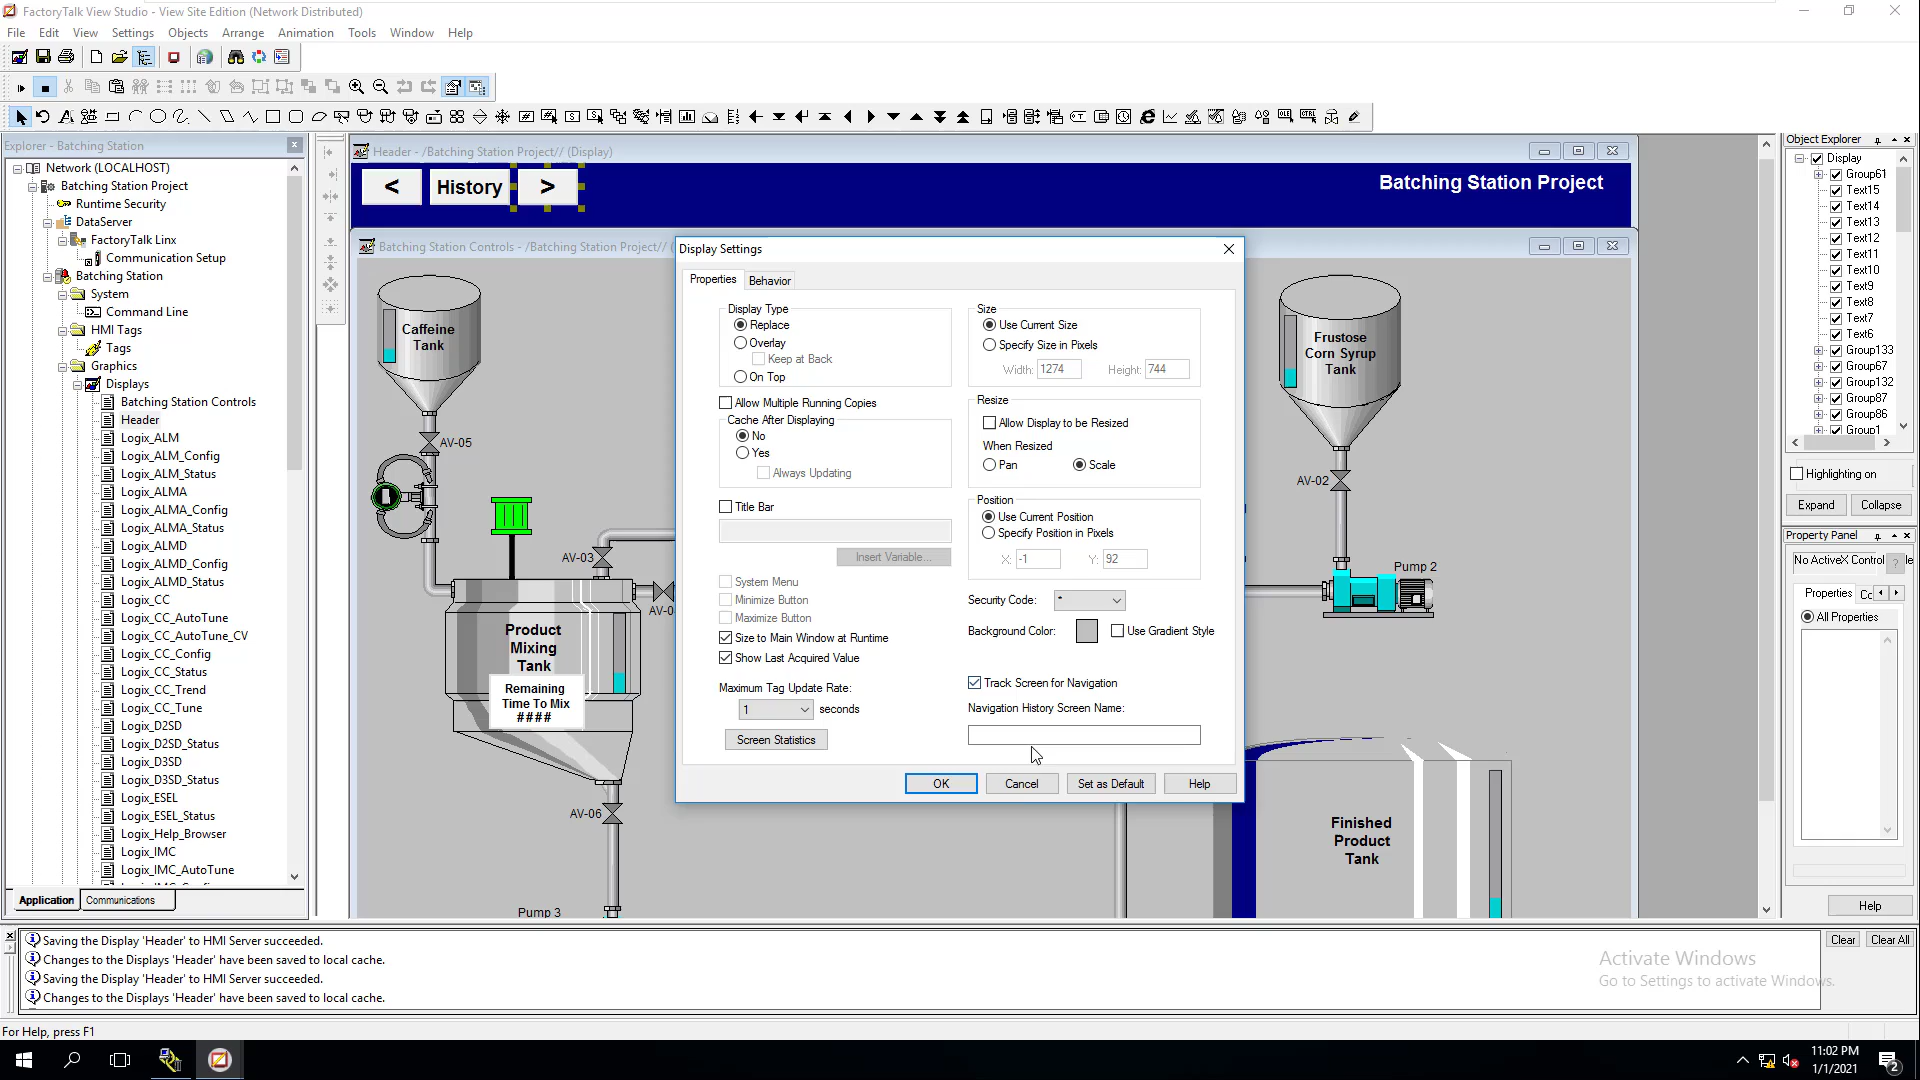 FactoryTalk View Studio - View Site Edition (Network Distributed)
File Edit View Settings Objects Arrange Animation Tools Window Help
Explorer - Batching Station
Network (LOCALHOST)
Batching Station Project
Runtime Security
DataServer
FactoryTalk Linx
Communication Setup
Batching Station
System
Command Line
HMI Tags
Tags
Graphics
Displays
Batching Station Controls
Header
Logix_ALM
Logix_ALM_Config
Logix_ALM_Status
Logix_ALMA
Logix_ALMA_Config
Logix_ALMA_Status
Logix_ALMD
Logix_ALMD_Config
Logix_ALMD_Status
Logix_CC
Logix_CC_AutoTune
Logix_CC_AutoTune_CV
Logix_CC_Config
Logix_CC_Status
Logix_CC_Trend
Logix_CC_Tune
Logix_D2SD
Logix_D2SD_Status
Logix_D3SD
Logix_D3SD_Status
Logix_ESEL
Logix_ESEL_Status
Logix_Help_Browser
Logix_IMC
Logix_IMC_AutoTune
Application Communications
Header - /Batching Station Project// (Display)
< History >
Batching Station Project
Batching Station Controls - /Batching Station Project// (
Caffeine
Tank
AV-05
AV-03
AV-0
Product
Mixing
Tank
Remaining
Time To Mix
####
AV-06
Pump 3
Frustose
Corn Syrup
Tank
AV-02
Pump 2
Finished
Product
Tank
Display Settings
Properties Behavior
Display Type
Replace
Overlay
Keep at Back
On Top
Allow Multiple Running Copies
Cache After Displaying
No
Yes
Always Updating
Title Bar
Insert Variable...
System Menu
Minimize Button
Maximize Button
Size to Main Window at Runtime
Show Last Acquired Value
Maximum Tag Update Rate:
1 seconds
Screen Statistics
Size
Use Current Size
Specify Size in Pixels
Width: 1274 Height: 744
Resize
Allow Display to be Resized
When Resized
Pan Scale
Position
Use Current Position
Specify Position in Pixels
X: -1 Y: 92
Security Code: *
Background Color: Use Gradient Style
Track Screen for Navigation
Navigation History Screen Name:
OK Cancel Set as Default Help
Object Explorer
Display
Group61
Text15
Text14
Text13
Text12
Text11
Text10
Text9
Text8
Text7
Text6
Group133
Group67
Group132
Group87
Group86
Group1
Highlighting on
Expand Collapse
Property Panel
No ActiveX Control
Properties
All Properties
Help
Saving the Display 'Header' to HMI Server succeeded.
Changes to the Displays 'Header' have been saved to local cache.
Saving the Display 'Header' to HMI Server succeeded.
Changes to the Displays 'Header' have been saved to local cache.
Clear Clear All
Activate Windows
Go to Settings to activate Windows.
For Help, press F1
11:02 PM
1/1/2021
2